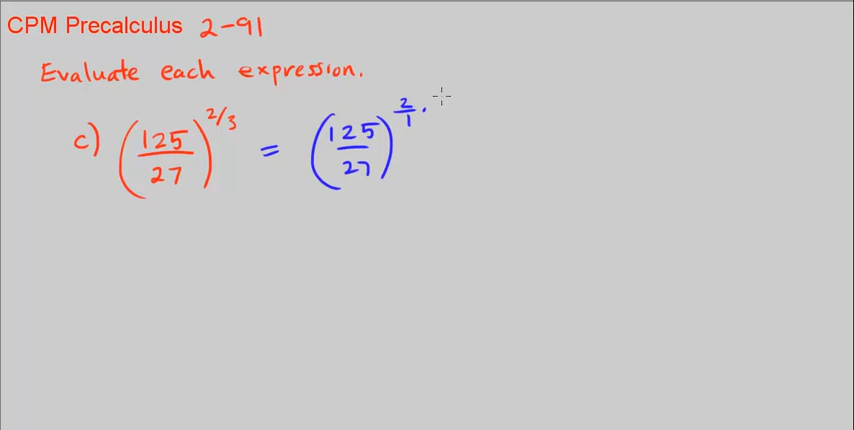 CPM Precalculus 2-91
Evaluate each expression.
c) (125/27)^2/3 = (125/27)^2/1 ·